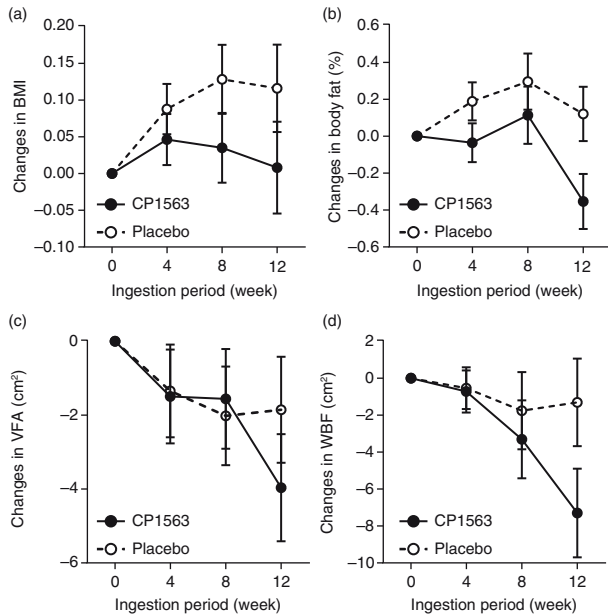 (a)
Changes in BMI
0.20
0.15
0.10
0.05
0.00
–0.05
–0.10
CP1563
Placebo
0 4 8 12
Ingestion period (week)
(b)
Changes in body fat (%)
0.6
0.4
0.2
0.0
–0.2
–0.4
–0.6
CP1563
Placebo
0 4 8 12
Ingestion period (week)
(c)
Changes in VFA (cm²)
0
–2
–4
–6
CP1563
Placebo
0 4 8 12
Ingestion period (week)
(d)
Changes in WBF (cm²)
2
0
–2
–4
–6
–8
–10
CP1563
Placebo
0 4 8 12
Ingestion period (week)